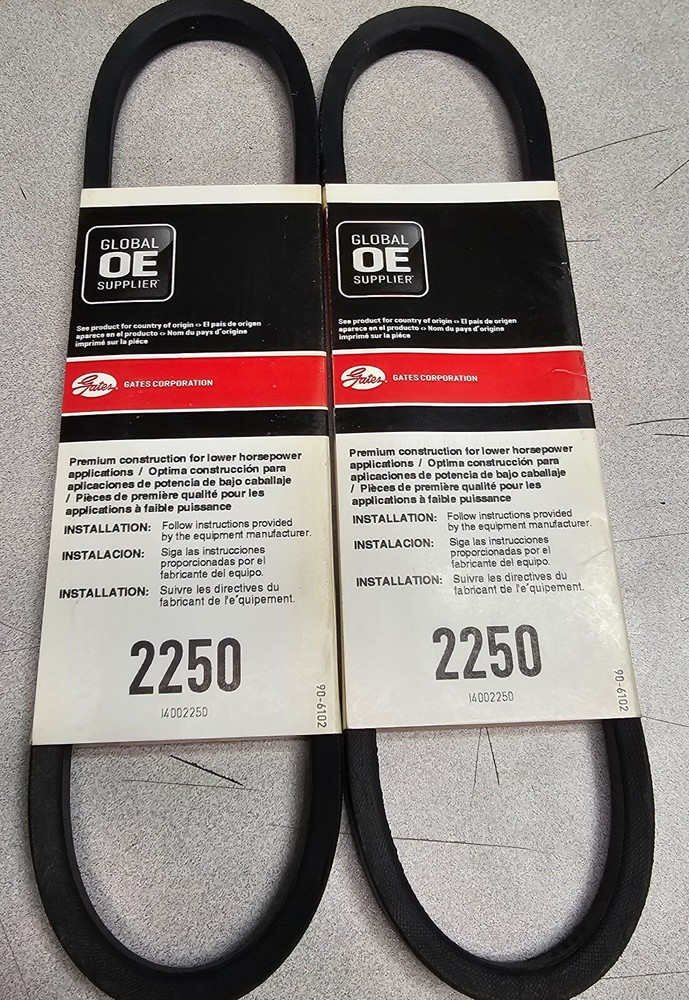 GLOBAL
OE
SUPPLIER
See product for country of origin <> El país de origen
aparece en el producto <> Nom du pays d'origine
imprimé sur la pièce
Gates
GATES CORPORATION
Premium construction for lower horsepower
applications / Optima construcción para
aplicaciones de potencia de bajo caballaje
/ Pièces de première qualité pour les
applications à faible puissance
INSTALLATION: Follow instructions provided
by the equipment manufacturer.
INSTALACION: Siga las instrucciones
proporcionadas por el
fabricante del equipo.
INSTALLATION: Suivre les directives du
fabricant de l'e´quipement.
2250
14002250
90-6102
GLOBAL
OE
SUPPLIER
See product for country of origin <> El país de origen
aparece en el producto <> Nom du pays d'origine
imprimé sur la pièce
Gates
GATES CORPORATION
Premium construction for lower horsepower
applications / Optima construcción para
aplicaciones de potencia de bajo caballaje
/ Pièces de première qualité pour les
applications à faible puissance
INSTALLATION: Follow instructions provided
by the equipment manufacturer.
INSTALACION: Siga las instrucciones
proporcionadas por el
fabricante del equipo.
INSTALLATION: Suivre les directives du
fabricant de l'e´quipement.
2250
14002250
90-6102